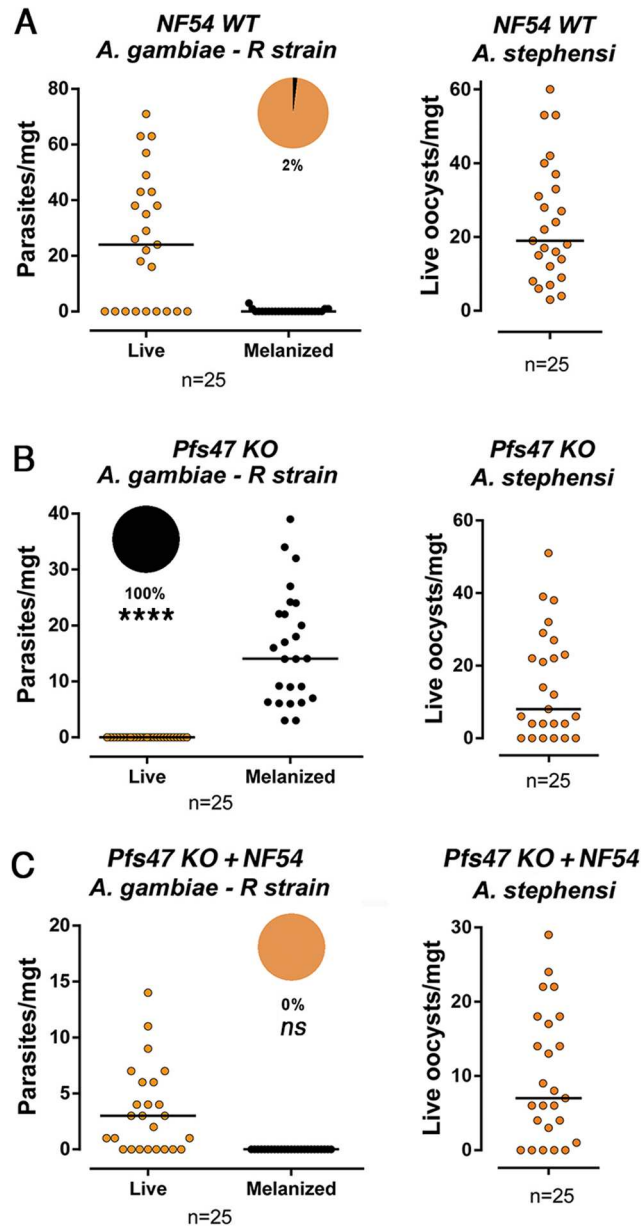 A
NF54 WT
A. gambiae - R strain
Parasites/mgt
80
60
40
20
0
2%
Live
Melanized
n=25
NF54 WT
A. stephensi
Live oocysts/mgt
60
40
20
0
n=25
B
Pfs47 KO
A. gambiae - R strain
Parasites/mgt
40
30
20
10
0
100%
****
Live
Melanized
n=25
Pfs47 KO
A. stephensi
Live oocysts/mgt
60
40
20
0
n=25
C
Pfs47 KO + NF54
A. gambiae - R strain
Parasites/mgt
20
15
10
5
0
0%
ns
Live
Melanized
n=25
Pfs47 KO + NF54
A. stephensi
Live oocysts/mgt
30
20
10
0
n=25